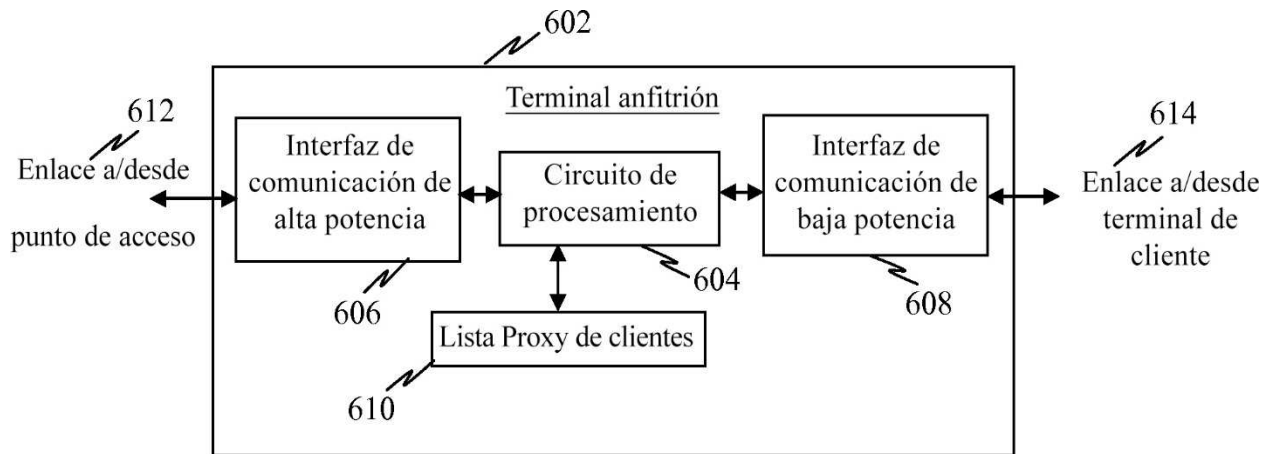 602
Terminal anfitrión
612
Enlace a/desde
punto de acceso
Interfaz de
comunicación de
alta potencia
606
Circuito de
procesamiento
604
Interfaz de
comunicación de
baja potencia
608
614
Enlace a/desde
terminal de
cliente
Lista Proxy de clientes
610